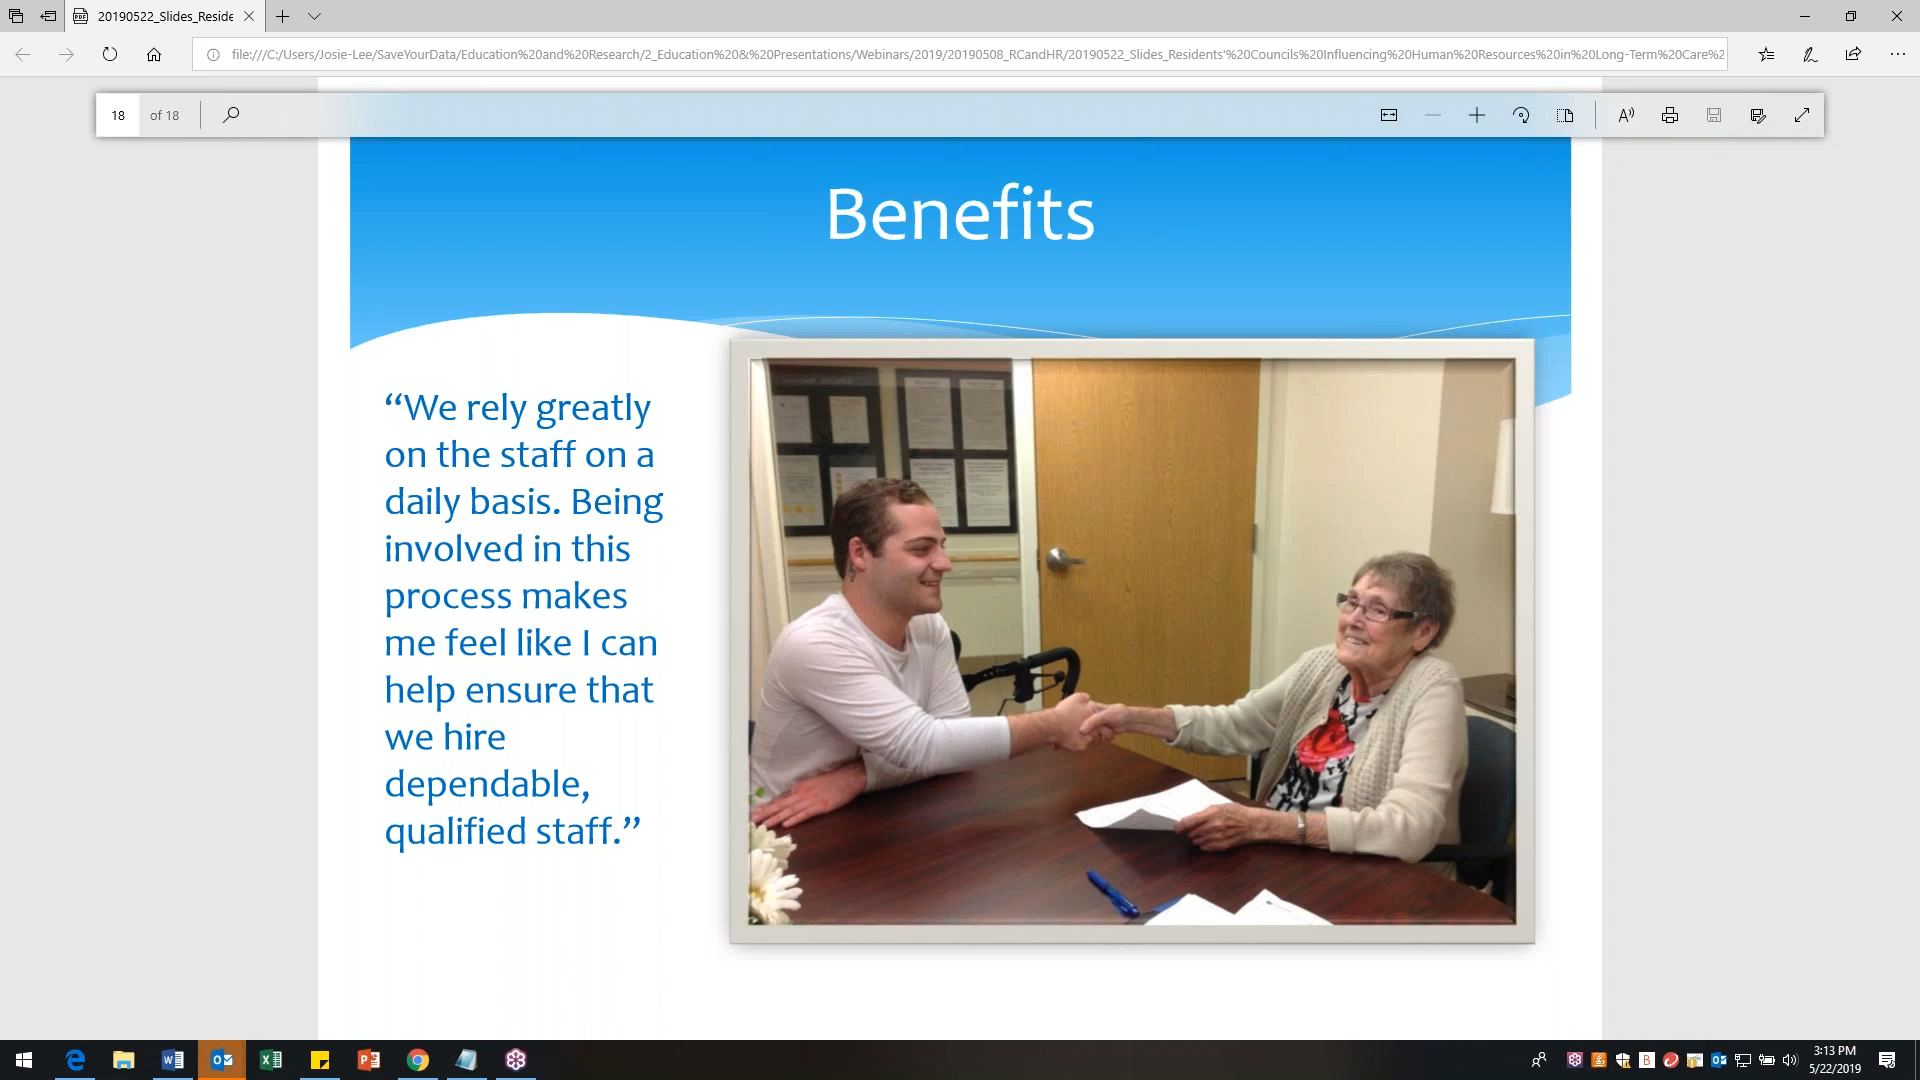 20190522_Slides_Reside
file:///C:/Users/Josie-Lee/SaveYourData/Education%20and%20Research/2_Education%20&%20Presentations/Webinars/2019/20190508_RCandHR/20190522_Slides_Residents'%20Councils%20Influencing%20Human%20Resources%20in%20Long-Term%20Care%2
18 of 18
Benefits
“We rely greatly
on the staff on a
daily basis. Being
involved in this
process makes
me feel like I can
help ensure that
we hire
dependable,
qualified staff.”
3:13 PM
5/22/2019